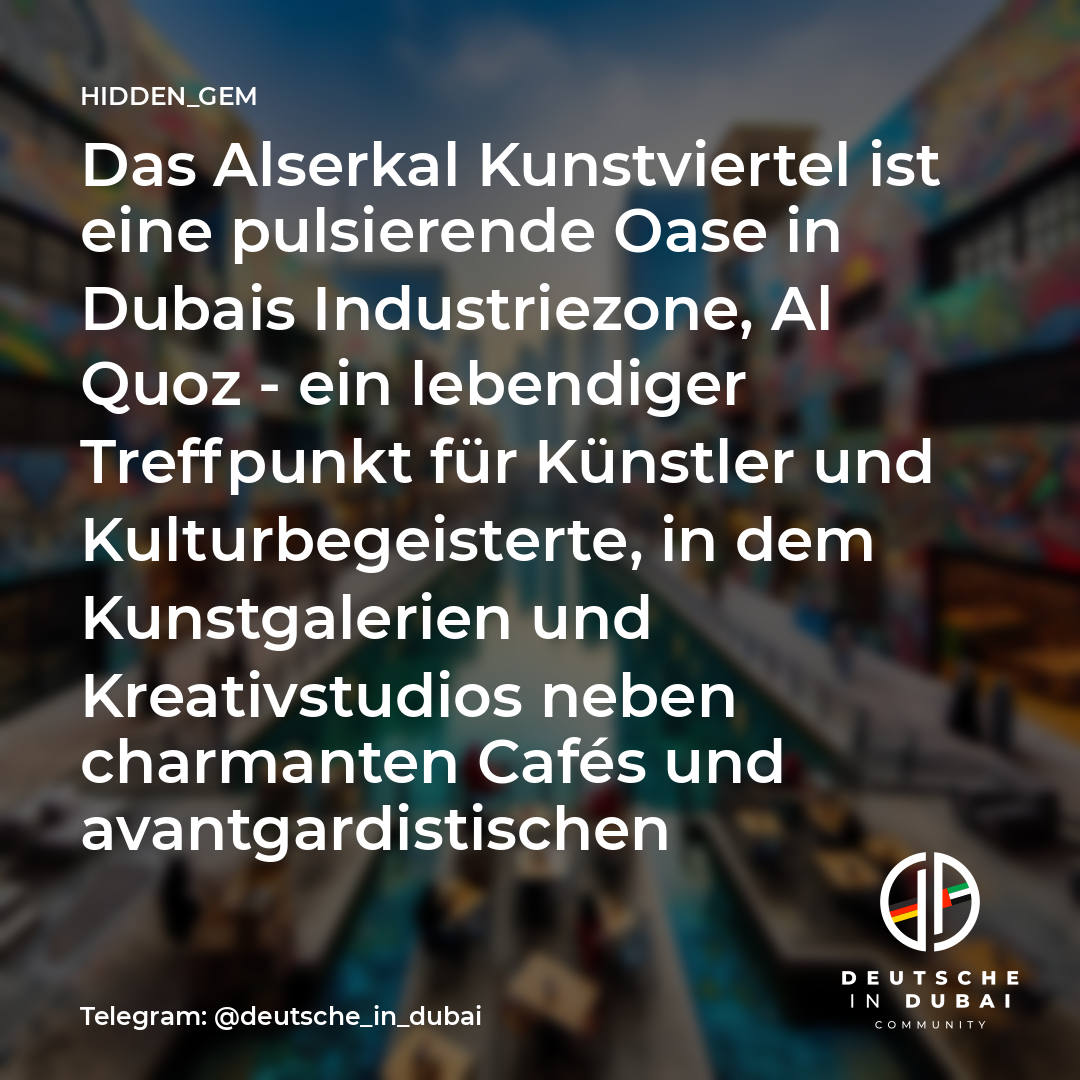 HIDDEN_GEM
Das Alserkal Kunstviertel ist
eine pulsierende Oase in
Dubais Industriezone, Al
Quoz - ein lebendiger
Treffpunkt für Künstler und
Kulturbegeisterte, in dem
Kunstgalerien und
Kreativstudios neben
charmanten Cafés und
avantgardistischen
DEUTSCHE
IN DUBAI
COMMUNITY
Telegram: @deutsche_in_dubai